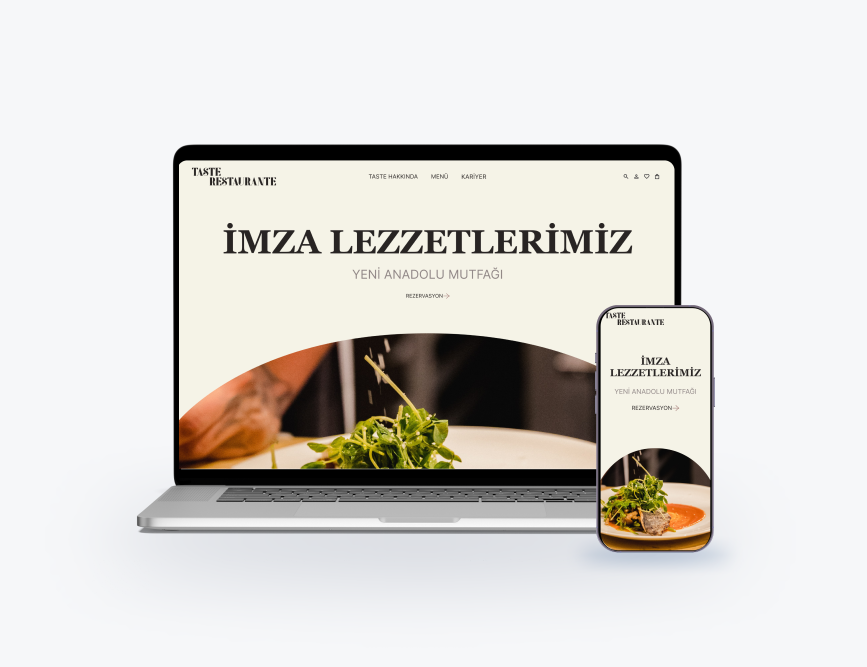 TASTE
RESTAURANTE
TASTE HAKKINDA MENÜ KARİYER
İMZA LEZZETLERİMİZ
YENİ ANADOLU MUTFAĞI
REZERVASYON
TASTE
RESTAURANTE
İMZA
LEZZETLERİMİZ
YENİ ANADOLU MUTFAĞI
REZERVASYON